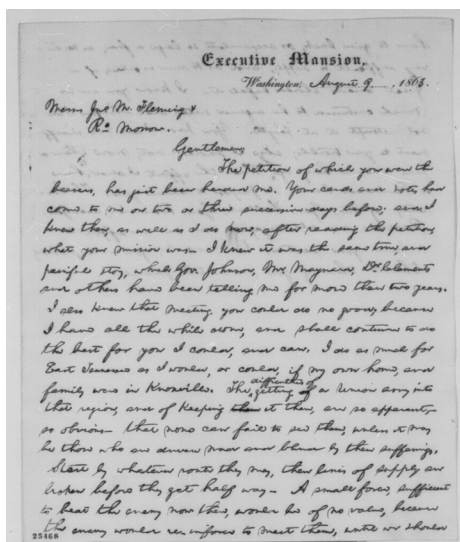 Executive Mansion,
Washington, August 9, 1863.
Messrs Jno. M. Fleming &
R. Morrow.
Gentlemen,
The petition of which you were the
bearers, has just been handed me. Your cards and notes had
come to me on two or three successive days before; and I
knew then, as well as I do now, after reading the petition,
what your mission was. I knew it was the same true, and
painful story, which Gov. Johnson, Mr. Maynard, Dr. Clements
and others have been telling me for more than two years.
I also knew that meeting you could do no good; because
I have all the while done, and shall continue to do
the best for you I could, and can. I do as much for
East Tennessee as I would, or could, if my own home, and
family were in Knoxville. The difficulties of
getting a Union army into
that region, and of keeping it there, are so apparent,
so obvious that none can fail to see them, unless it may
be those who are driven mad and blind by their sufferings.
Start by whatever route they may, their lines of supply are
broken before they get half way. A small force, sufficient
to beat the enemy now there, would be of no value, because
the enemy would re-inforce to meet them, until we should
25468